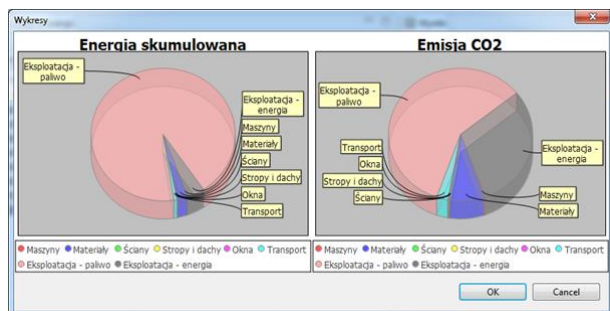 Wykresy
Energia skumulowana
Eksploatacja -
paliwo
Eksploatacja -
energia
Maszyny
Materiały
Ściany
Stropy i dachy
Okna
Transport
Maszyny Materiały Ściany Stropy i dachy Okna Transport
Eksploatacja - paliwo Eksploatacja - energia
Emisja CO2
Eksploatacja -
paliwo
Transport
Okna
Stropy i dachy
Ściany
Eksploatacja -
energia
Maszyny
Materiały
Maszyny Materiały Ściany Stropy i dachy Okna Transport
Eksploatacja - paliwo Eksploatacja - energia
OK
Cancel